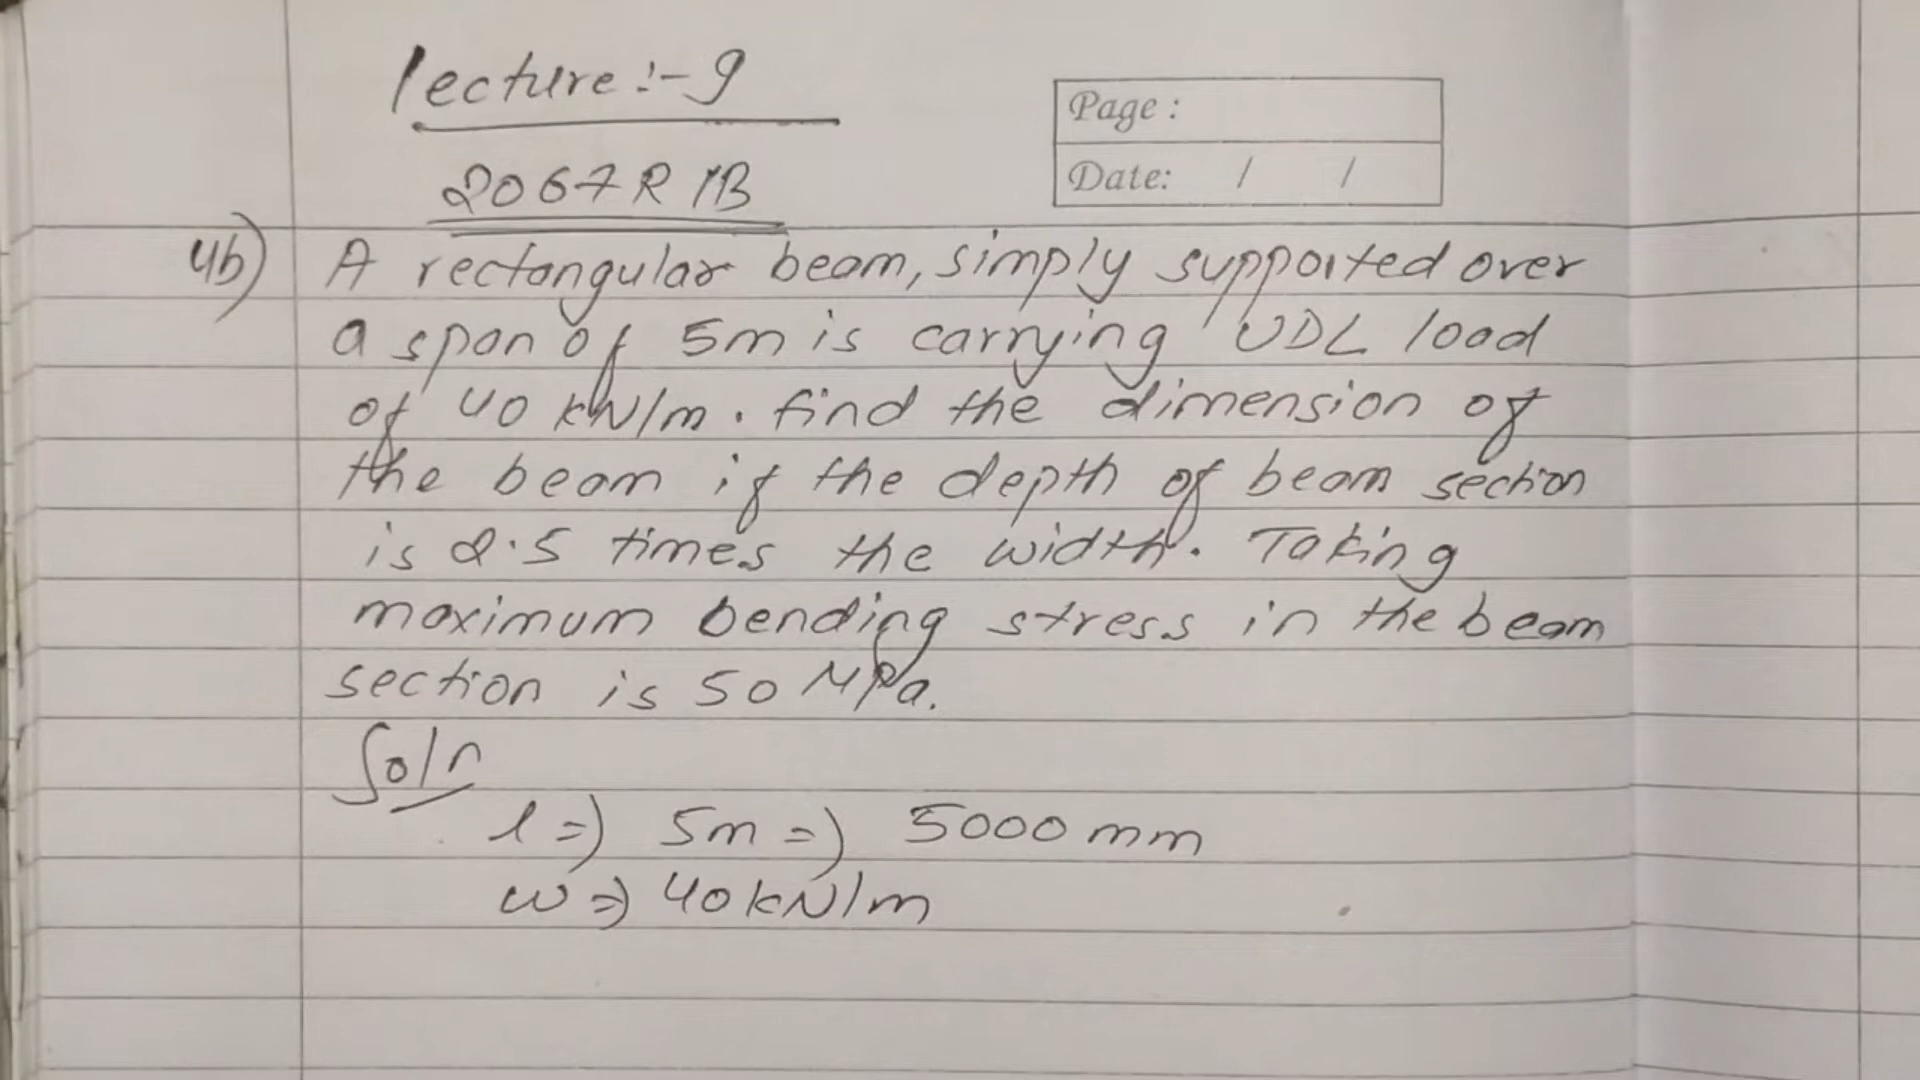 lecture:-9
Page :
Date: / /
2067 R/B
4b) A rectangular beam, simply supported over
a span of 5m is carrying UDL load
of 40 kN/m. find the dimension of
the beam if the depth of beam section
is 2.5 times the width. Taking
maximum bending stress in the beam
section is 50 MPa.
Soln
l => 5m => 5000 mm
w => 40 kN/m